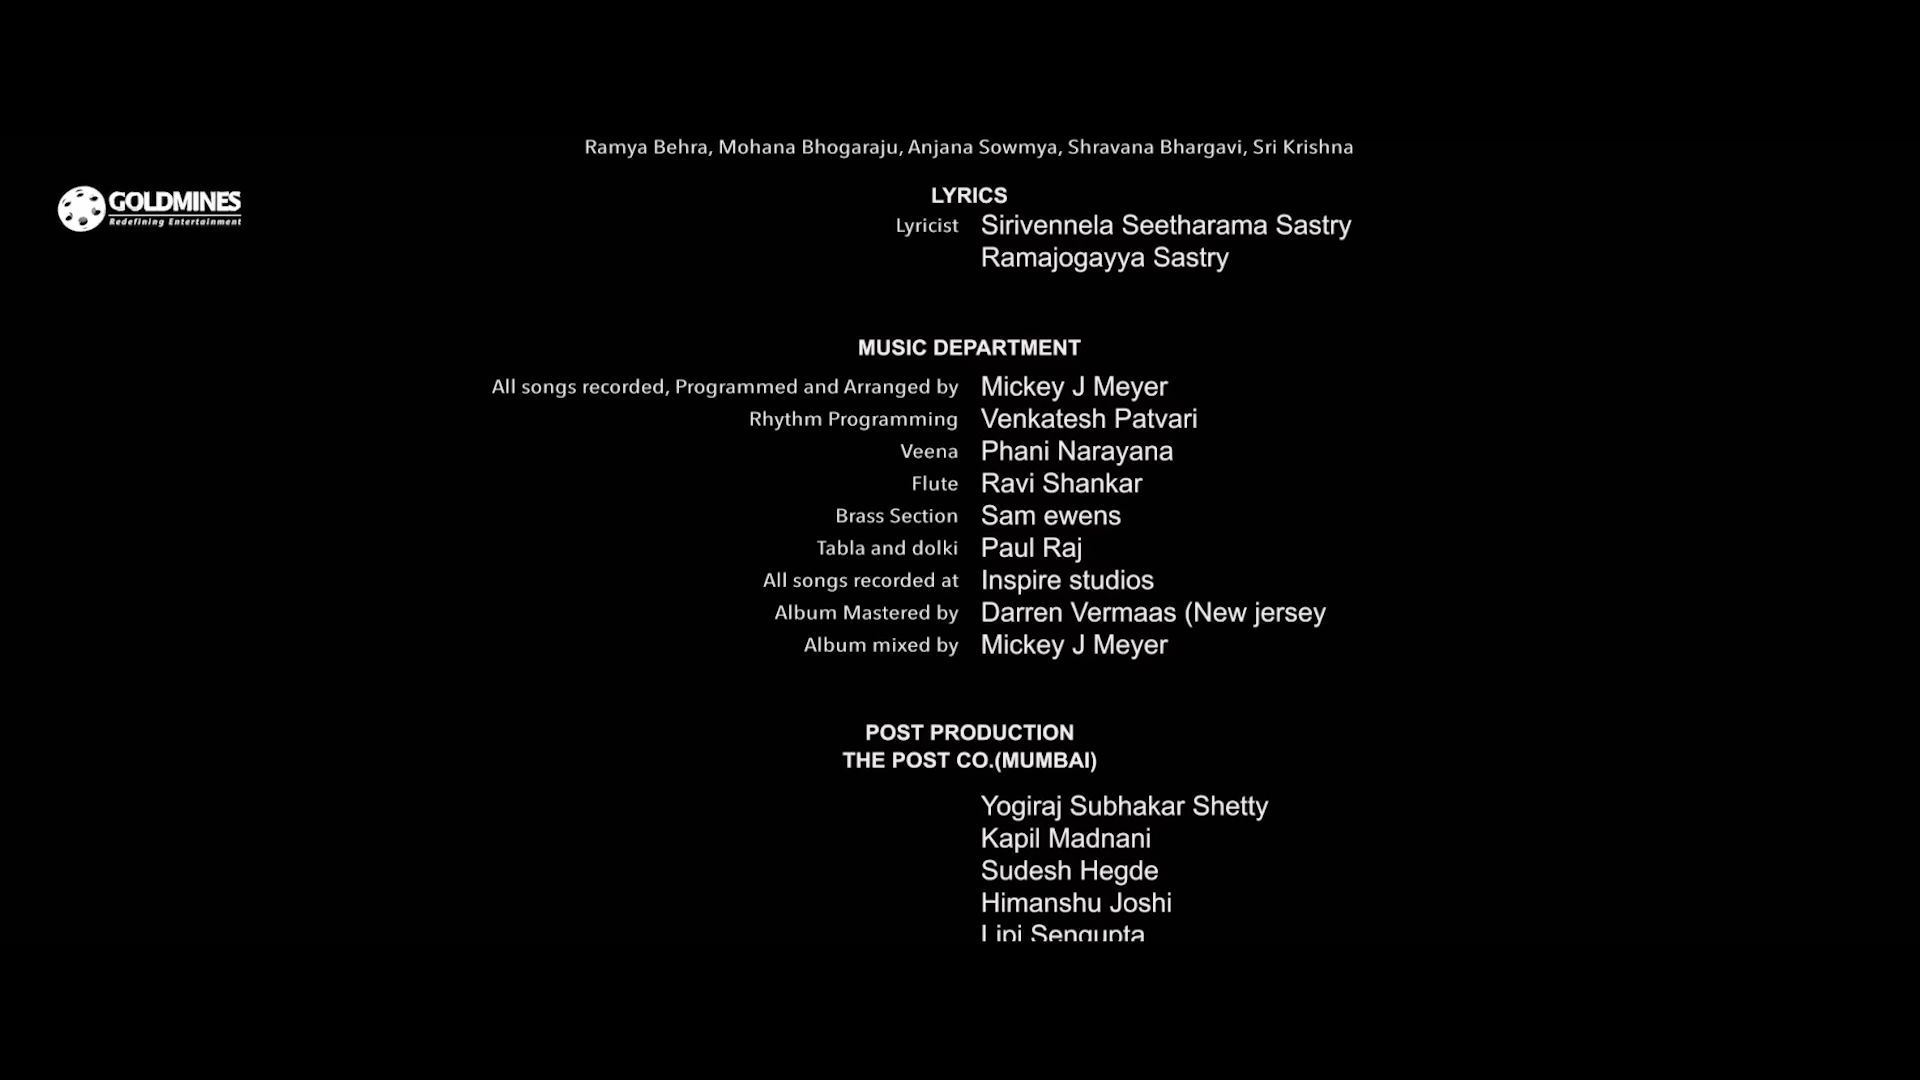 Ramya Behra, Mohana Bhogaraju, Anjana Sowmya, Shravana Bhargavi, Sri Krishna
GOLDMINES
Redefining Entertainment
LYRICS
Lyricist Sirivennela Seetharama Sastry
Ramajogayya Sastry
MUSIC DEPARTMENT
All songs recorded, Programmed and Arranged by Mickey J Meyer
Rhythm Programming Venkatesh Patvari
Veena Phani Narayana
Flute Ravi Shankar
Brass Section Sam ewens
Tabla and dolki Paul Raj
All songs recorded at Inspire studios
Album Mastered by Darren Vermaas (New jersey
Album mixed by Mickey J Meyer
POST PRODUCTION
THE POST CO.(MUMBAI)
Yogiraj Subhakar Shetty
Kapil Madnani
Sudesh Hegde
Himanshu Joshi
Lipi Sengupta